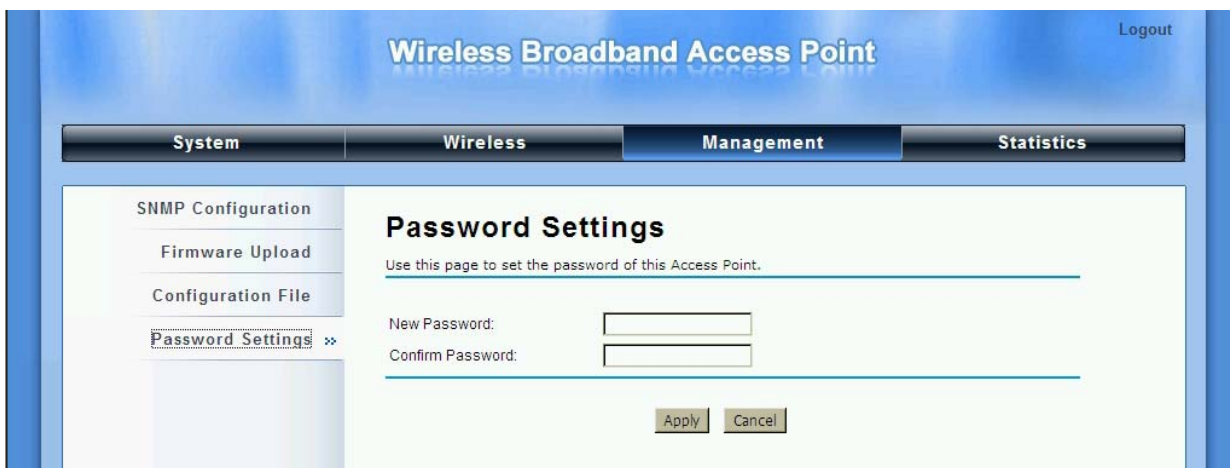 Logout
Wireless Broadband Access Point
System Wireless Management Statistics
SNMP Configuration
Firmware Upload
Configuration File
Password Settings »
Password Settings
Use this page to set the password of this Access Point.
New Password:
Confirm Password:
Apply Cancel